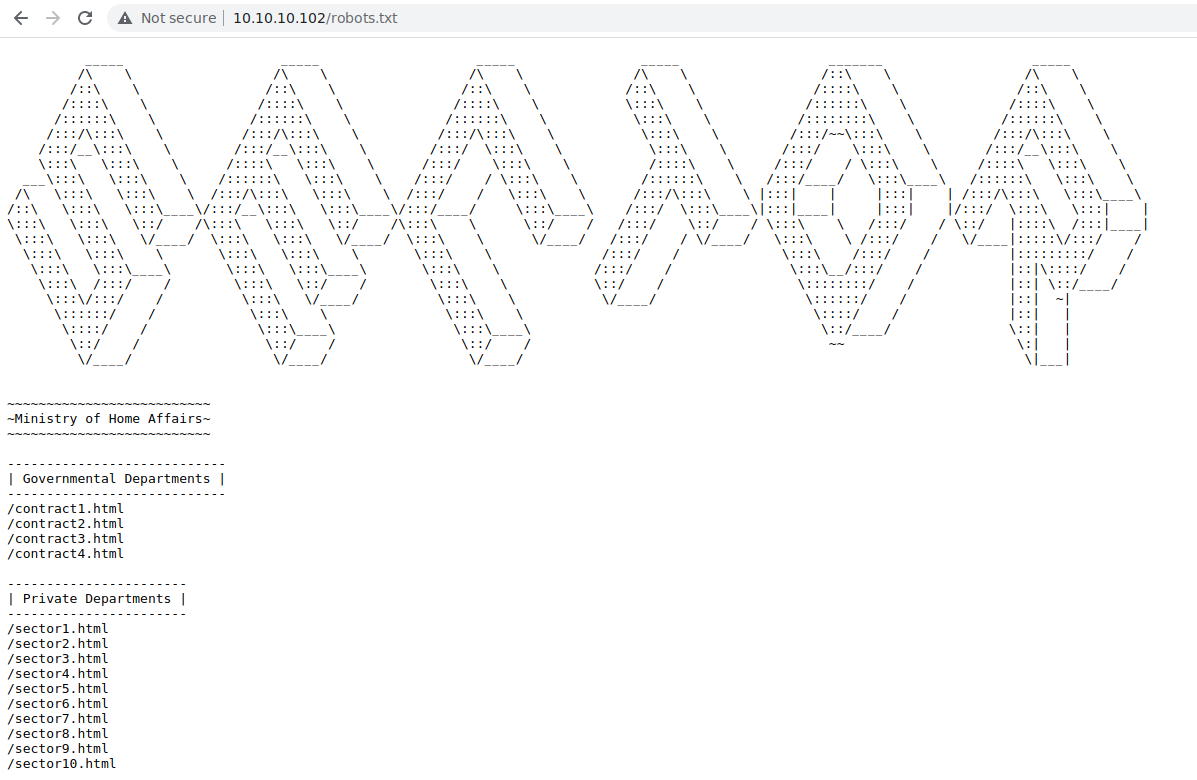 Not secure | 10.10.10.102/robots.txt
SECTOR
~~~~~~~~~~~~~~~~~~~~~~~~~~
~Ministry of Home Affairs~
~~~~~~~~~~~~~~~~~~~~~~~~~~
----------------------------
| Governmental Departments |
----------------------------
/contract1.html
/contract2.html
/contract3.html
/contract4.html
-----------------------
| Private Departments |
-----------------------
/sector1.html
/sector2.html
/sector3.html
/sector4.html
/sector5.html
/sector6.html
/sector7.html
/sector8.html
/sector9.html
/sector10.html